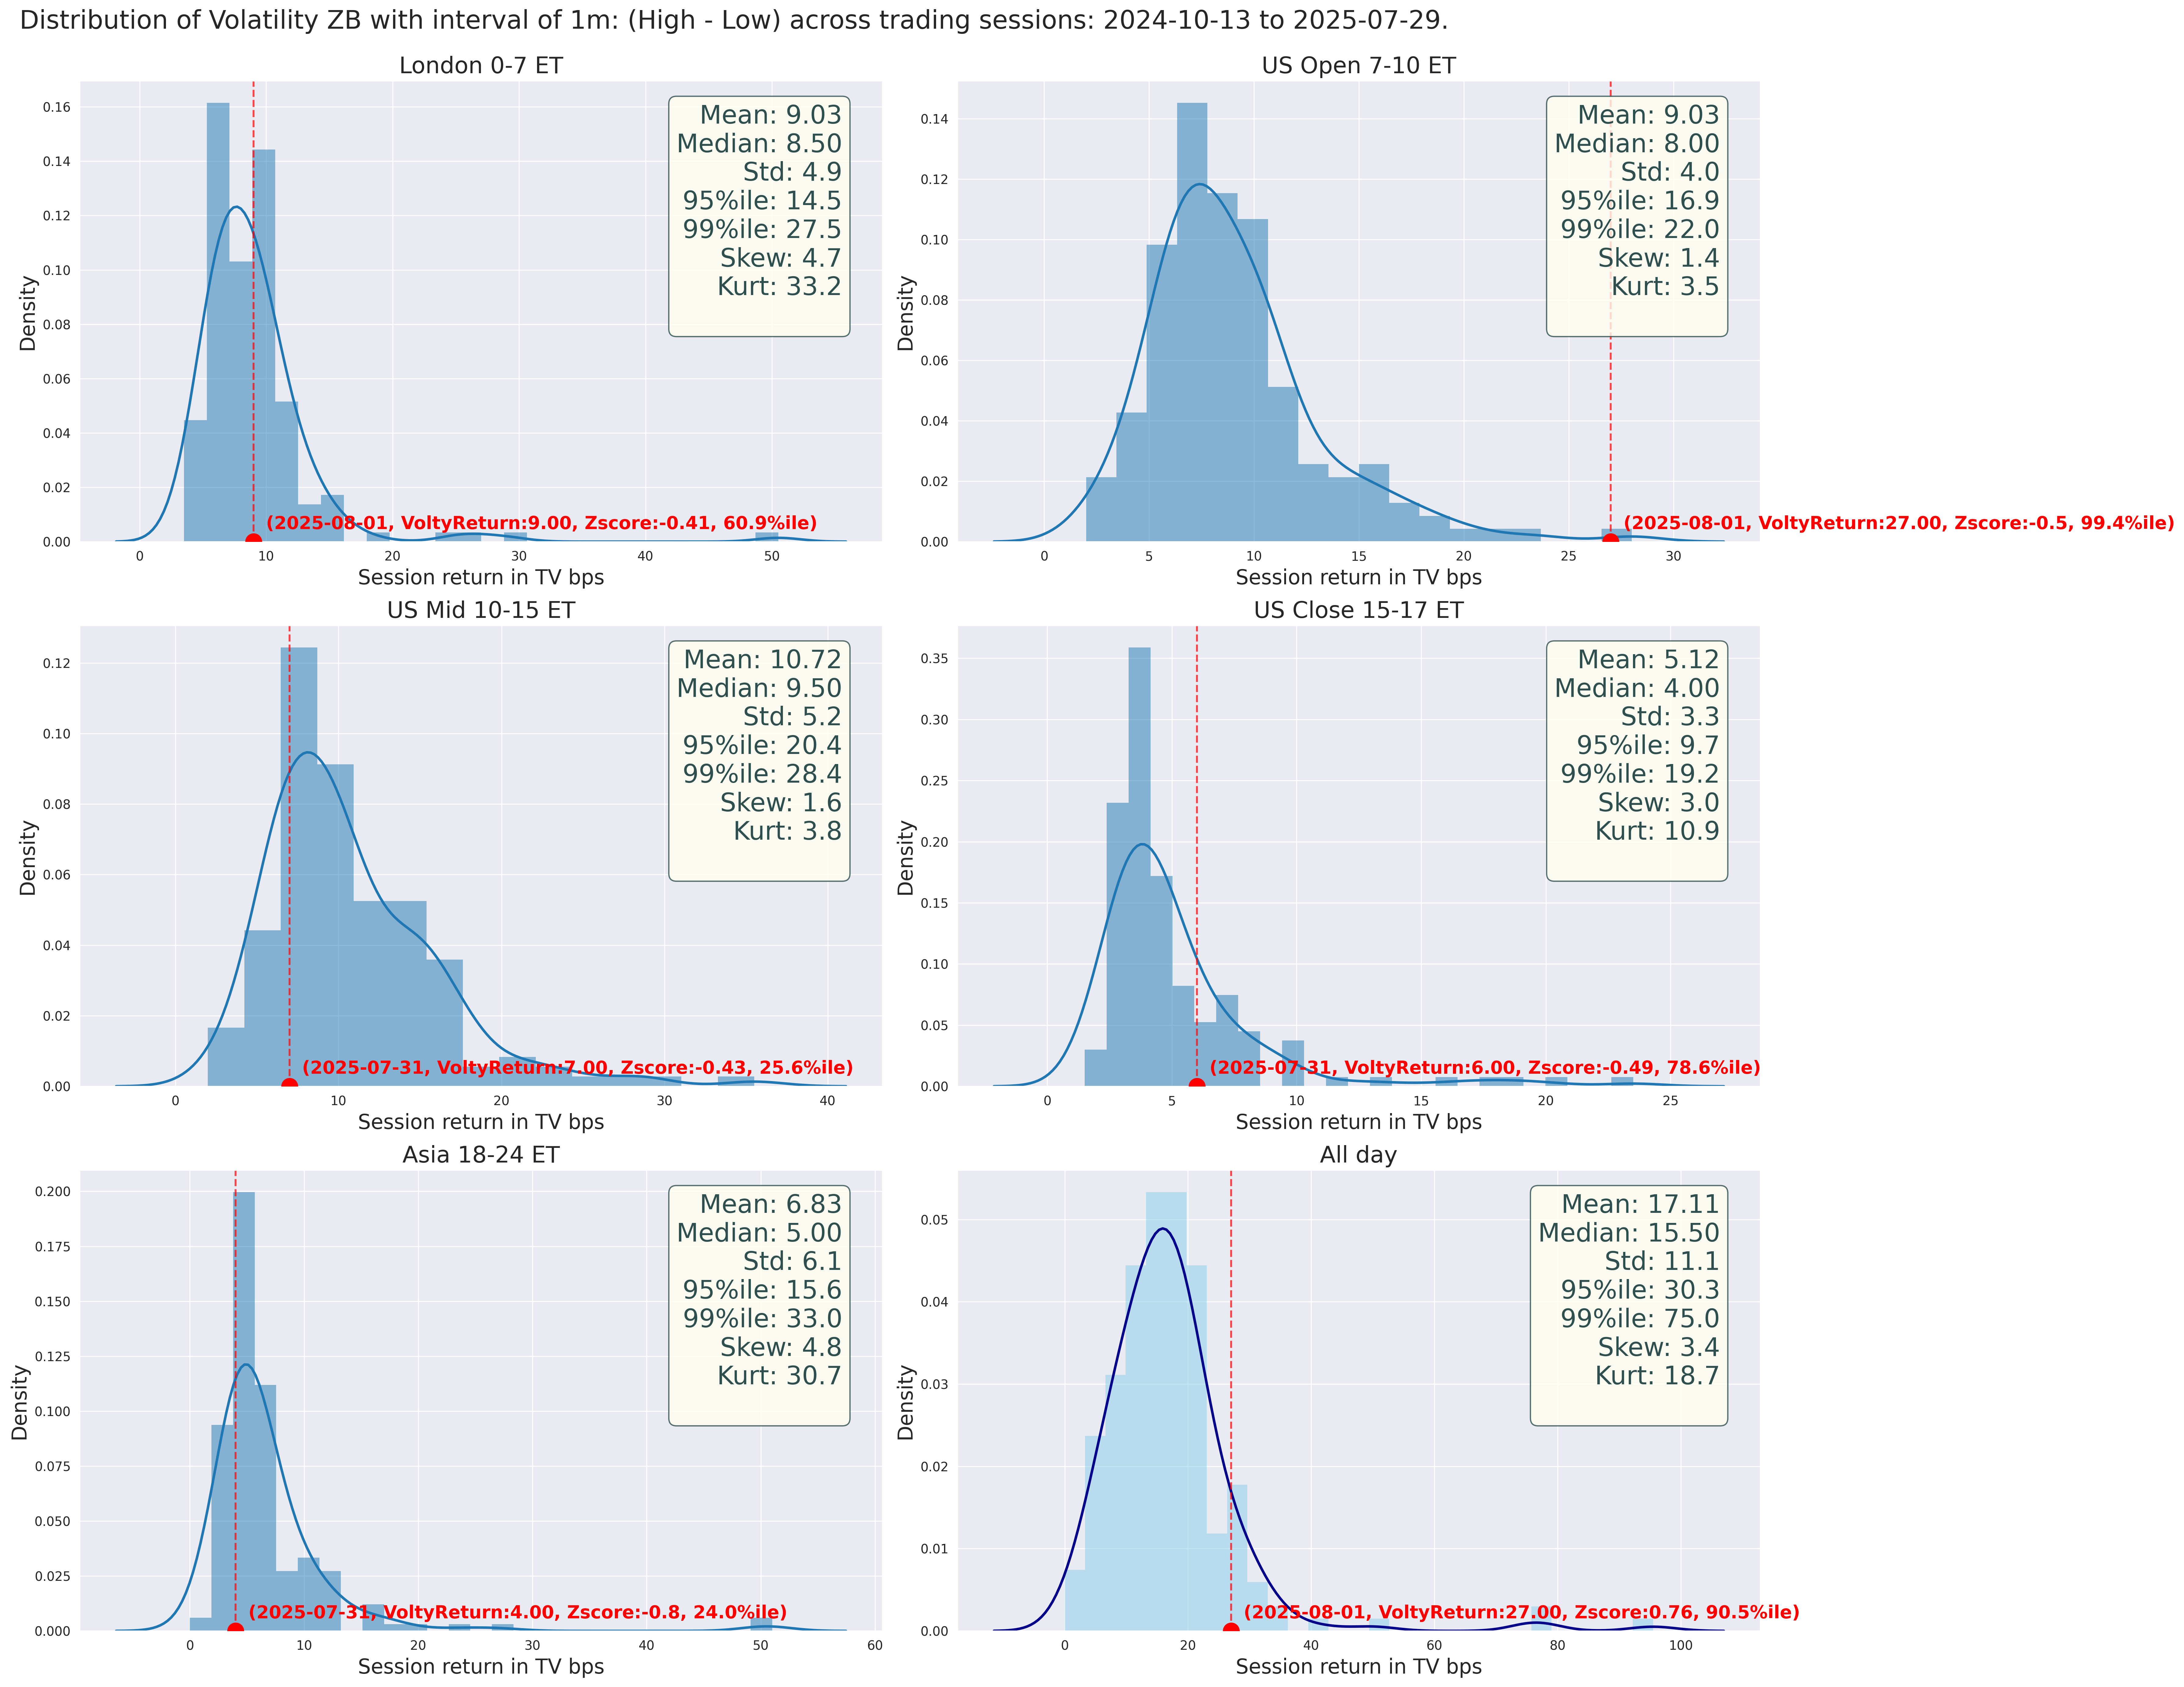 Distribution of Volatility ZB with interval of 1m: (High - Low) across trading sessions: 2024-10-13 to 2025-07-29.
London 0-7 ET
Density
0.16
0.14
0.12
0.10
0.08
0.06
0.04
0.02
0.00
Mean: 9.03
Median: 8.50
Std: 4.9
95%ile: 14.5
99%ile: 27.5
Skew: 4.7
Kurt: 33.2
(2025-08-01, VoltyReturn:9.00, Zscore:-0.41, 60.9%ile)
0 10 20 30 40 50
Session return in TV bps
US Open 7-10 ET
Density
0.14
0.12
0.10
0.08
0.06
0.04
0.02
0.00
Mean: 9.03
Median: 8.00
Std: 4.0
95%ile: 16.9
99%ile: 22.0
Skew: 1.4
Kurt: 3.5
(2025-08-01, VoltyReturn:27.00, Zscore:-0.5, 99.4%ile)
0 5 10 15 20 25 30
Session return in TV bps
US Mid 10-15 ET
Density
0.12
0.10
0.08
0.06
0.04
0.02
0.00
Mean: 10.72
Median: 9.50
Std: 5.2
95%ile: 20.4
99%ile: 28.4
Skew: 1.6
Kurt: 3.8
(2025-07-31, VoltyReturn:7.00, Zscore:-0.43, 25.6%ile)
0 10 20 30 40
Session return in TV bps
US Close 15-17 ET
Density
0.35
0.30
0.25
0.20
0.15
0.10
0.05
0.00
Mean: 5.12
Median: 4.00
Std: 3.3
95%ile: 9.7
99%ile: 19.2
Skew: 3.0
Kurt: 10.9
(2025-07-31, VoltyReturn:6.00, Zscore:-0.49, 78.6%ile)
0 5 10 15 20 25
Session return in TV bps
Asia 18-24 ET
Density
0.200
0.175
0.150
0.125
0.100
0.075
0.050
0.025
0.000
Mean: 6.83
Median: 5.00
Std: 6.1
95%ile: 15.6
99%ile: 33.0
Skew: 4.8
Kurt: 30.7
(2025-07-31, VoltyReturn:4.00, Zscore:-0.8, 24.0%ile)
0 10 20 30 40 50 60
Session return in TV bps
All day
Density
0.05
0.04
0.03
0.02
0.01
0.00
Mean: 17.11
Median: 15.50
Std: 11.1
95%ile: 30.3
99%ile: 75.0
Skew: 3.4
Kurt: 18.7
(2025-08-01, VoltyReturn:27.00, Zscore:0.76, 90.5%ile)
0 20 40 60 80 100
Session return in TV bps